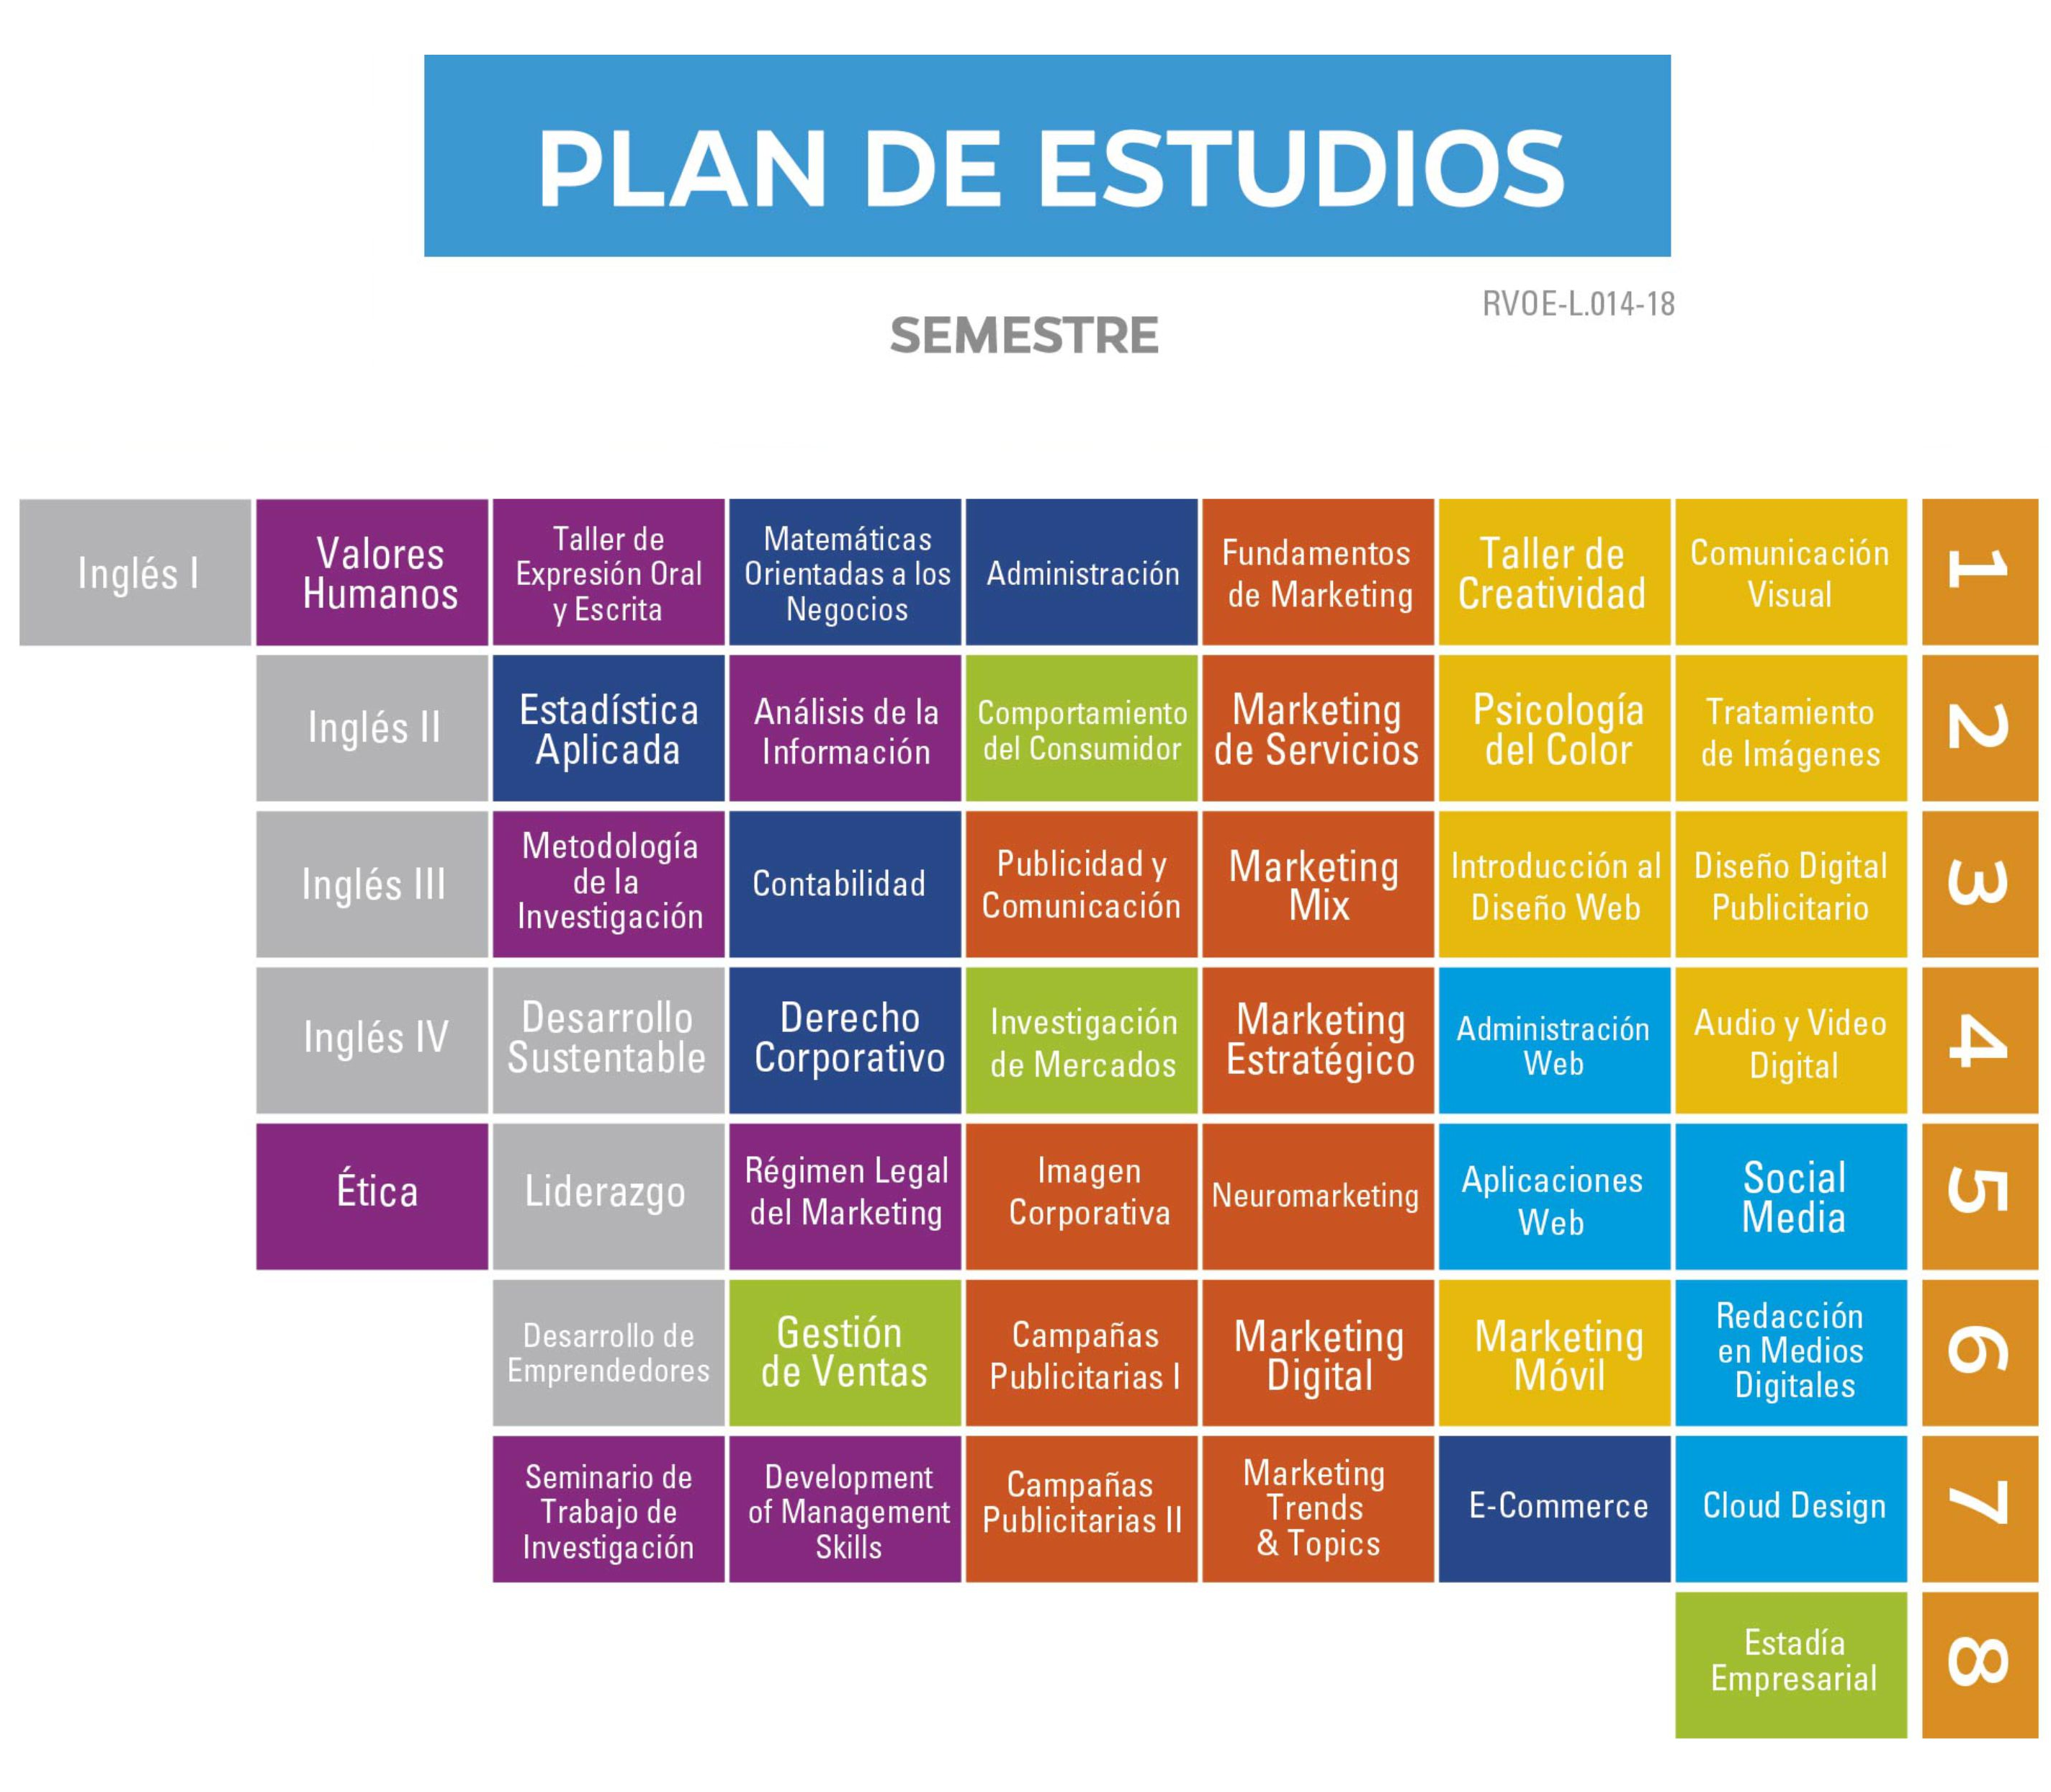 PLAN DE ESTUDIOS
RVOE-L.014-18
SEMESTRE
Inglés I
Valores
Humanos
Taller de
Expresión Oral
y Escrita
Matemáticas
Orientadas a los
Negocios
Administración
Fundamentos
de Marketing
Taller de
Creatividad
Comunicación
Visual
1
Inglés II
Estadística
Aplicada
Análisis de la
Información
Comportamiento
del Consumidor
Marketing
de Servicios
Psicología
del Color
Tratamiento
de Imágenes
2
Inglés III
Metodología
de la
Investigación
Contabilidad
Publicidad y
Comunicación
Marketing
Mix
Introducción al
Diseño Web
Diseño Digital
Publicitario
3
Inglés IV
Desarrollo
Sustentable
Derecho
Corporativo
Investigación
de Mercados
Marketing
Estratégico
Administración
Web
Audio y Video
Digital
4
Ética
Liderazgo
Régimen Legal
del Marketing
Imagen
Corporativa
Neuromarketing
Aplicaciones
Web
Social
Media
5
Desarrollo de
Emprendedores
Gestión
de Ventas
Campañas
Publicitarias I
Marketing
Digital
Marketing
Móvil
Redacción
en Medios
Digitales
6
Seminario de
Trabajo de
Investigación
Development
of Management
Skills
Campañas
Publicitarias II
Marketing
Trends
& Topics
E-Commerce
Cloud Design
7
Estadía
Empresarial
8